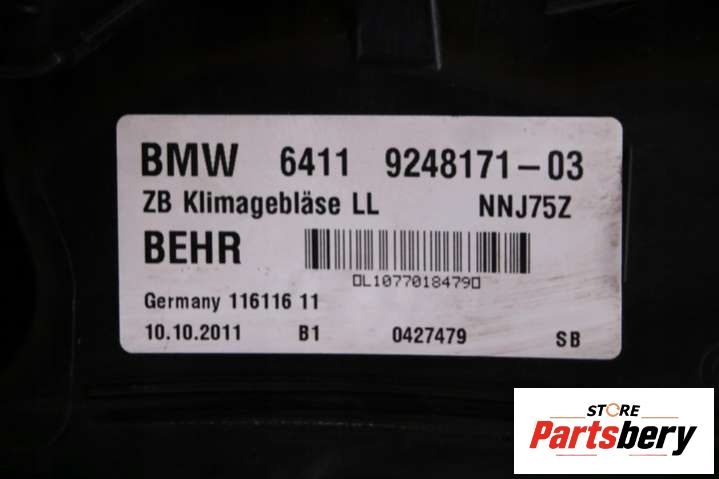 BMW 6411 9248171-03
ZB Klimagebläse LL NNJ75Z
BEHR
0L10770184790
Germany 116116 11
10.10.2011 B1 0427479 SB
STORE
Partsbery